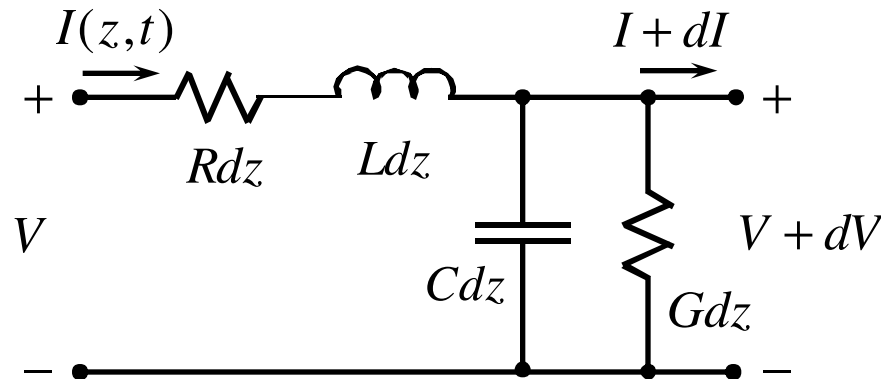 I(z,t) I + dI
+ +
Rdz Ldz
V V + dV
Cdz Gdz
− −